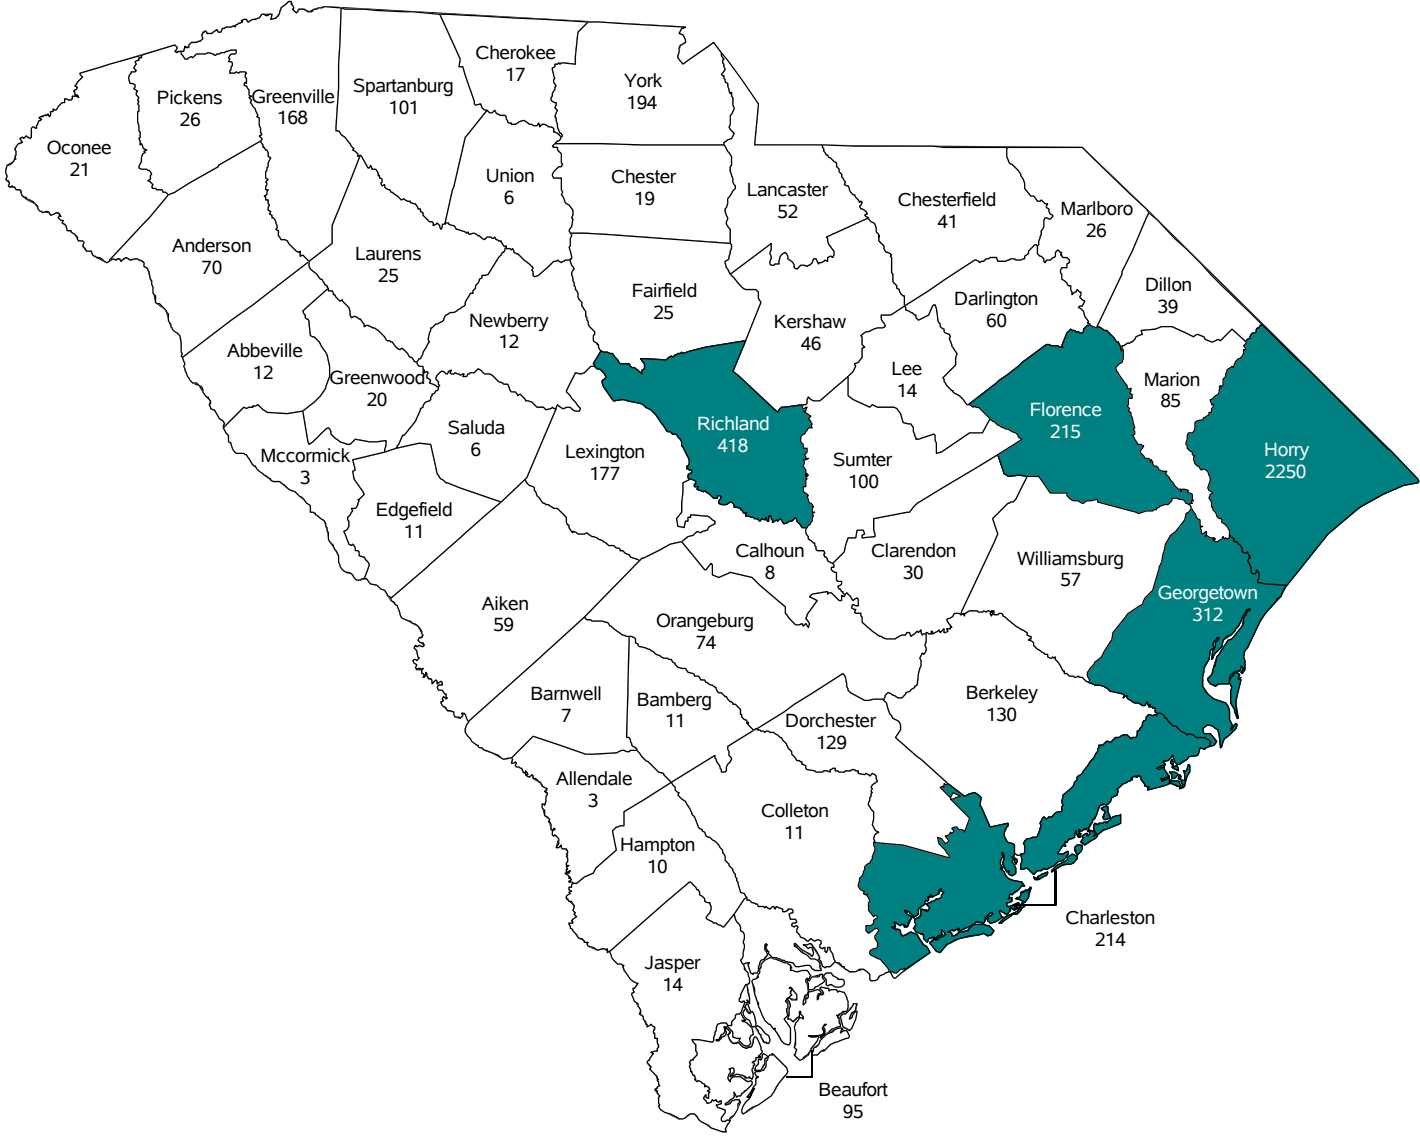 Cherokee
17
York
194
Spartanburg
101
Greenville
168
Pickens
26
Oconee
21
Union
6
Chester
19
Lancaster
52
Chesterfield
41
Marlboro
26
Anderson
70
Laurens
25
Fairfield
25
Darlington
60
Dillon
39
Newberry
12
Kershaw
46
Abbeville
12
Greenwood
20
Lee
14
Marion
85
Richland
418
Florence
215
Saluda
6
Lexington
177
Mccormick
3
Sumter
100
Horry
2250
Edgefield
11
Calhoun
8
Clarendon
30
Williamsburg
57
Georgetown
312
Aiken
59
Orangeburg
74
Barnwell
7
Bamberg
11
Dorchester
129
Berkeley
130
Allendale
3
Colleton
11
Hampton
10
Charleston
214
Jasper
14
Beaufort
95